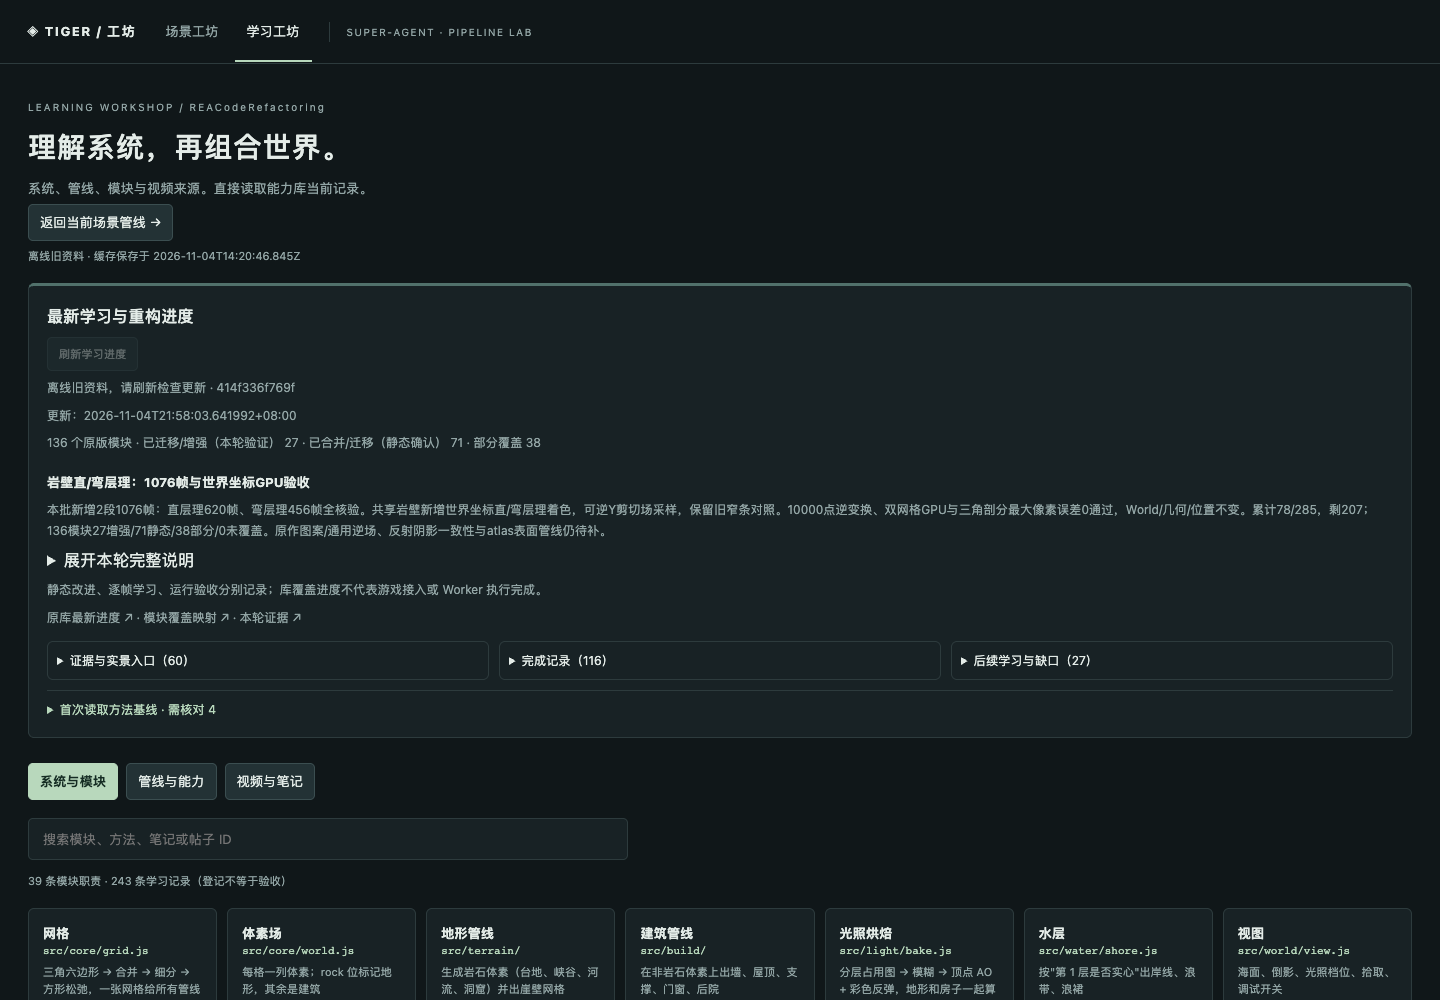 ◈ TIGER / 工坊
场景工坊
学习工坊
SUPER-AGENT · PIPELINE LAB
LEARNING WORKSHOP / REACodeRefactoring
理解系统，再组合世界。
系统、管线、模块与视频来源。直接读取能力库当前记录。
返回当前场景管线 →
离线旧资料 · 缓存保存于 2026-11-04T14:20:46.845Z
最新学习与重构进度
刷新学习进度
离线旧资料，请刷新检查更新 · 414f336f769f
更新：2026-11-04T21:58:03.641992+08:00
136 个原版模块 · 已迁移/增强（本轮验证） 27 · 已合并/迁移（静态确认） 71 · 部分覆盖 38
岩壁直/弯层理：1076帧与世界坐标GPU验收
本批新增2段1076帧：直层理620帧、弯层理456帧全核验。共享岩壁新增世界坐标直/弯层理着色，可逆Y剪切场采样，保留旧窄条对照。10000点逆变换、双网格GPU与三角剖分最大像素误差0通过，World/几何/位置不变。累计78/285，剩207；
136模块27增强/71静态/38部分/0未覆盖。原作图案/通用逆场、反射阴影一致性与atlas表面管线仍待补。
▶ 展开本轮完整说明
静态改进、逐帧学习、运行验收分别记录；库覆盖进度不代表游戏接入或 Worker 执行完成。
原库最新进度 ↗ · 模块覆盖映射 ↗ · 本轮证据 ↗
▶ 证据与实景入口（60）
▶ 完成记录（116）
▶ 后续学习与缺口（27）
▶ 首次读取方法基线 · 需核对 4
系统与模块
管线与能力
视频与笔记
搜索模块、方法、笔记或帖子 ID
39 条模块职责 · 243 条学习记录（登记不等于验收）
网格
src/core/grid.js
三角六边形 → 合并 → 细分 →
方形松弛，一张网格给所有管线
体素场
src/core/world.js
每格一列体素；rock 位标记地
形，其余是建筑
地形管线
src/terrain/
生成岩石体素（台地、峡谷、河
流、洞窟）并出崖壁网格
建筑管线
src/build/
在非岩石体素上出墙、屋顶、支
撑、门窗、后院
光照烘焙
src/light/bake.js
分层占用图 → 模糊 → 顶点 AO
+ 彩色反弹，地形和房子一起算
水层
src/water/shore.js
按"第 1 层是否实心"出岸线、浪
带、浪裙
视图
src/world/view.js
海面、倒影、光照档位、拾取、
调试开关